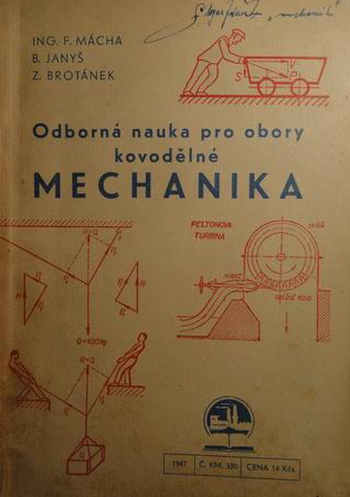 ING. F. MÁCHA
B. JANYŠ
Z. BROTÁNEK
Odborná nauka pro obory
kovodělné
MECHANIKA
PELTONOVA
TURBINA
Q=100kg
R=Q
1947 Č. KM. 330 CENA 14 Kčs